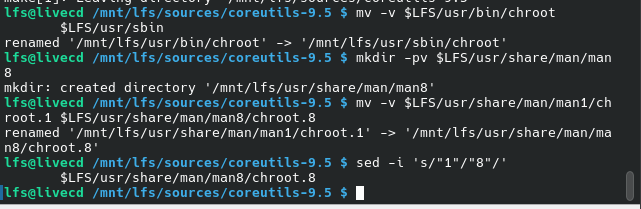 make[1]: Leaving directory '/mnt/lfs/sources/coreutils-9.5'
lfs@livecd /mnt/lfs/sources/coreutils-9.5 $ mv -v $LFS/usr/bin/chroot
$LFS/usr/sbin
renamed '/mnt/lfs/usr/bin/chroot' -> '/mnt/lfs/usr/sbin/chroot'
lfs@livecd /mnt/lfs/sources/coreutils-9.5 $ mkdir -pv $LFS/usr/share/man/man
8
mkdir: created directory '/mnt/lfs/usr/share/man/man8'
lfs@livecd /mnt/lfs/sources/coreutils-9.5 $ mv -v $LFS/usr/share/man/man1/ch
root.1 $LFS/usr/share/man/man8/chroot.8
renamed '/mnt/lfs/usr/share/man/man1/chroot.1' -> '/mnt/lfs/usr/share/man/ma
n8/chroot.8'
lfs@livecd /mnt/lfs/sources/coreutils-9.5 $ sed -i 's/"1"/"8"/'
$LFS/usr/share/man/man8/chroot.8
lfs@livecd /mnt/lfs/sources/coreutils-9.5 $